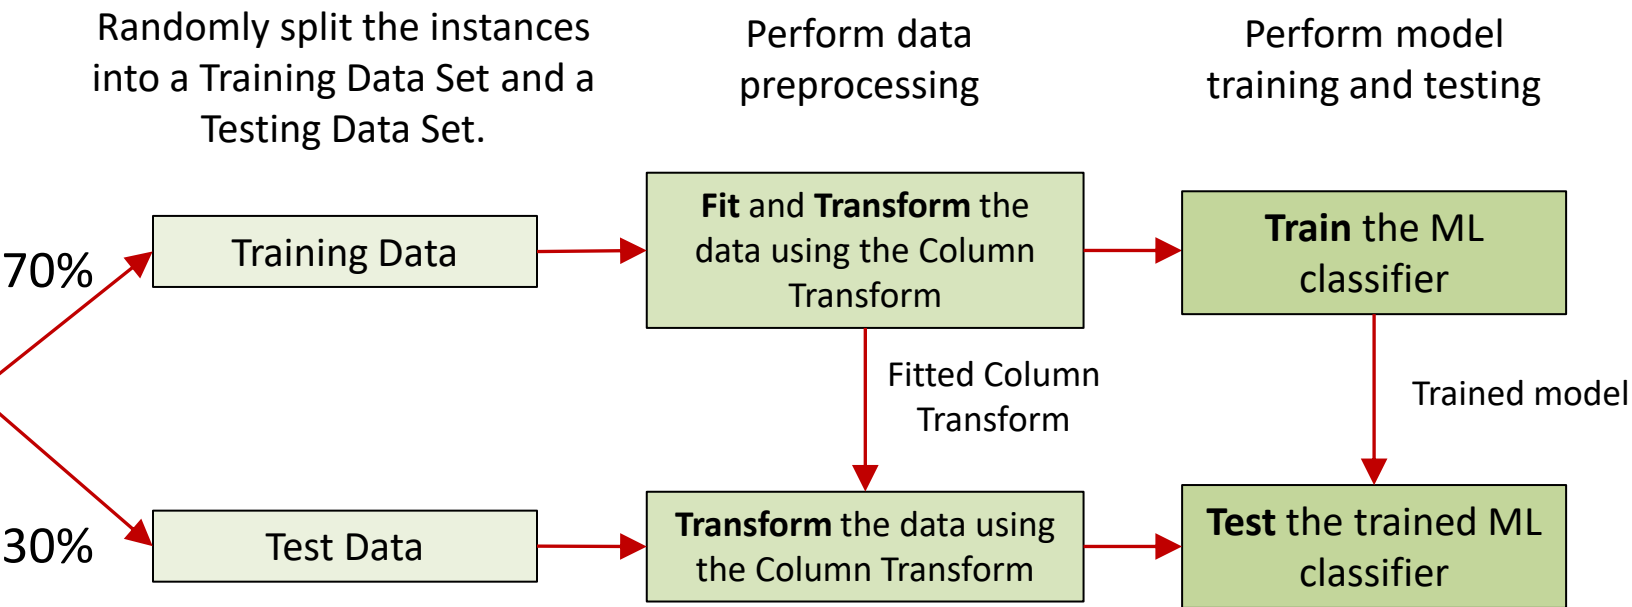 Randomly split the instances
into a Training Data Set and a
Testing Data Set.
Perform data
preprocessing
Perform model
training and testing
70%
Training Data
Fit and Transform the
data using the Column
Transform
Train the ML
classifier
Fitted Column
Transform
Trained model
30%
Test Data
Transform the data using
the Column Transform
Test the trained ML
classifier